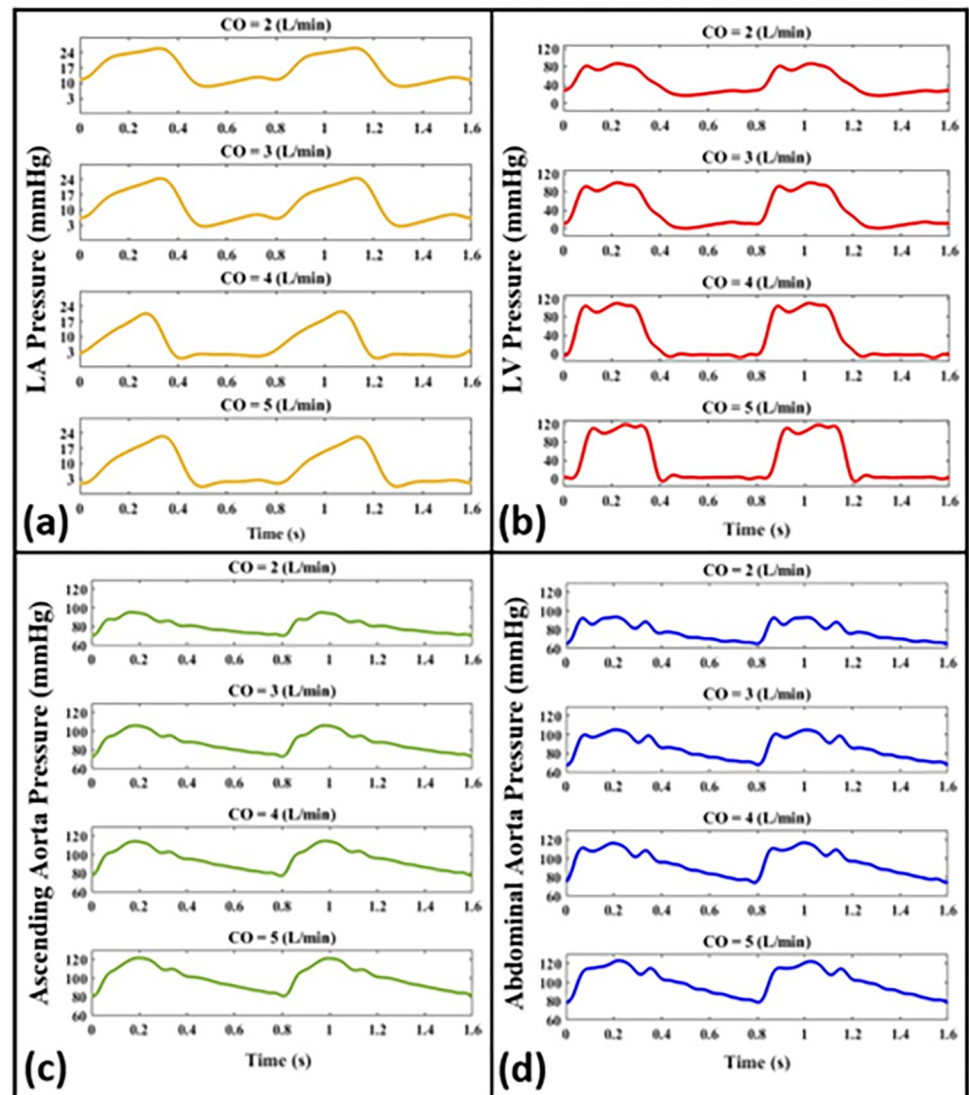 CO = 2 (L/min)
24
17
10
3
0 0.2 0.4 0.6 0.8 1 1.2 1.4 1.6
CO = 3 (L/min)
24
17
10
3
0 0.2 0.4 0.6 0.8 1 1.2 1.4 1.6
CO = 4 (L/min)
24
17
10
3
0 0.2 0.4 0.6 0.8 1 1.2 1.4 1.6
CO = 5 (L/min)
24
17
10
3
0 0.2 0.4 0.6 0.8 1 1.2 1.4 1.6
LA Pressure (mmHg)
Time (s)
(a)
CO = 2 (L/min)
120
80
40
0
0 0.2 0.4 0.6 0.8 1 1.2 1.4 1.6
CO = 3 (L/min)
120
80
40
0
0 0.2 0.4 0.6 0.8 1 1.2 1.4 1.6
CO = 4 (L/min)
120
80
40
0
0 0.2 0.4 0.6 0.8 1 1.2 1.4 1.6
CO = 5 (L/min)
120
80
40
0
0 0.2 0.4 0.6 0.8 1 1.2 1.4 1.6
LV Pressure (mmHg)
Time (s)
(b)
CO = 2 (L/min)
120
100
80
60
0 0.2 0.4 0.6 0.8 1 1.2 1.4 1.6
CO = 3 (L/min)
120
100
80
60
0 0.2 0.4 0.6 0.8 1 1.2 1.4 1.6
CO = 4 (L/min)
120
100
80
60
0 0.2 0.4 0.6 0.8 1 1.2 1.4 1.6
CO = 5 (L/min)
120
100
80
60
0 0.2 0.4 0.6 0.8 1 1.2 1.4 1.6
Ascending Aorta Pressure (mmHg)
Time (s)
(c)
CO = 2 (L/min)
120
100
80
60
0 0.2 0.4 0.6 0.8 1 1.2 1.4 1.6
CO = 3 (L/min)
120
100
80
60
0 0.2 0.4 0.6 0.8 1 1.2 1.4 1.6
CO = 4 (L/min)
120
100
80
60
0 0.2 0.4 0.6 0.8 1 1.2 1.4 1.6
CO = 5 (L/min)
120
100
80
60
0 0.2 0.4 0.6 0.8 1 1.2 1.4 1.6
Abdominal Aorta Pressure (mmHg)
Time (s)
(d)